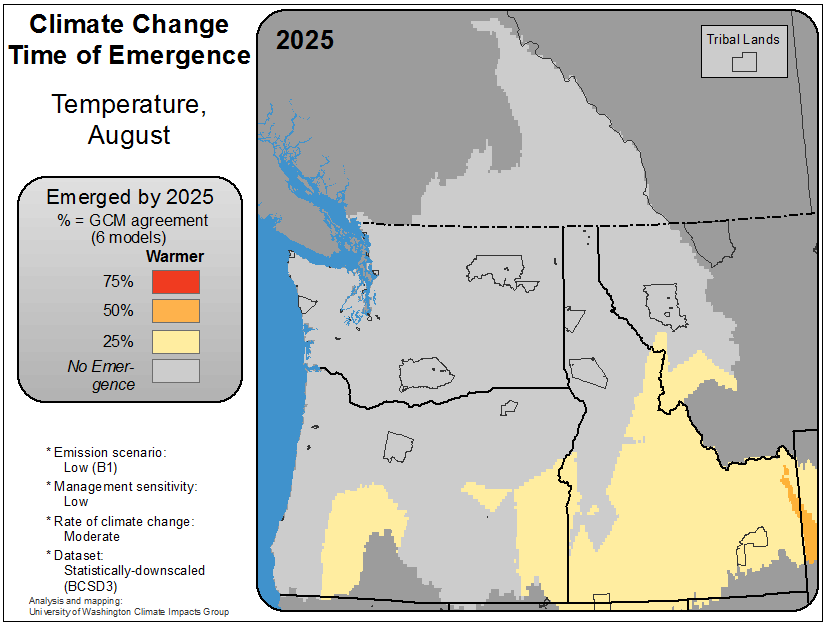 Climate Change
Time of Emergence
Temperature,
August
Emerged by 2025
% = GCM agreement
(6 models)
Warmer
75%
50%
25%
No Emer-
gence
* Emission scenario:
Low (B1)
* Management sensitivity:
Low
* Rate of climate change:
Moderate
* Dataset:
Statistically-downscaled
(BCSD3)
Analysis and mapping:
University of Washington Climate Impacts Group
2025
Tribal Lands